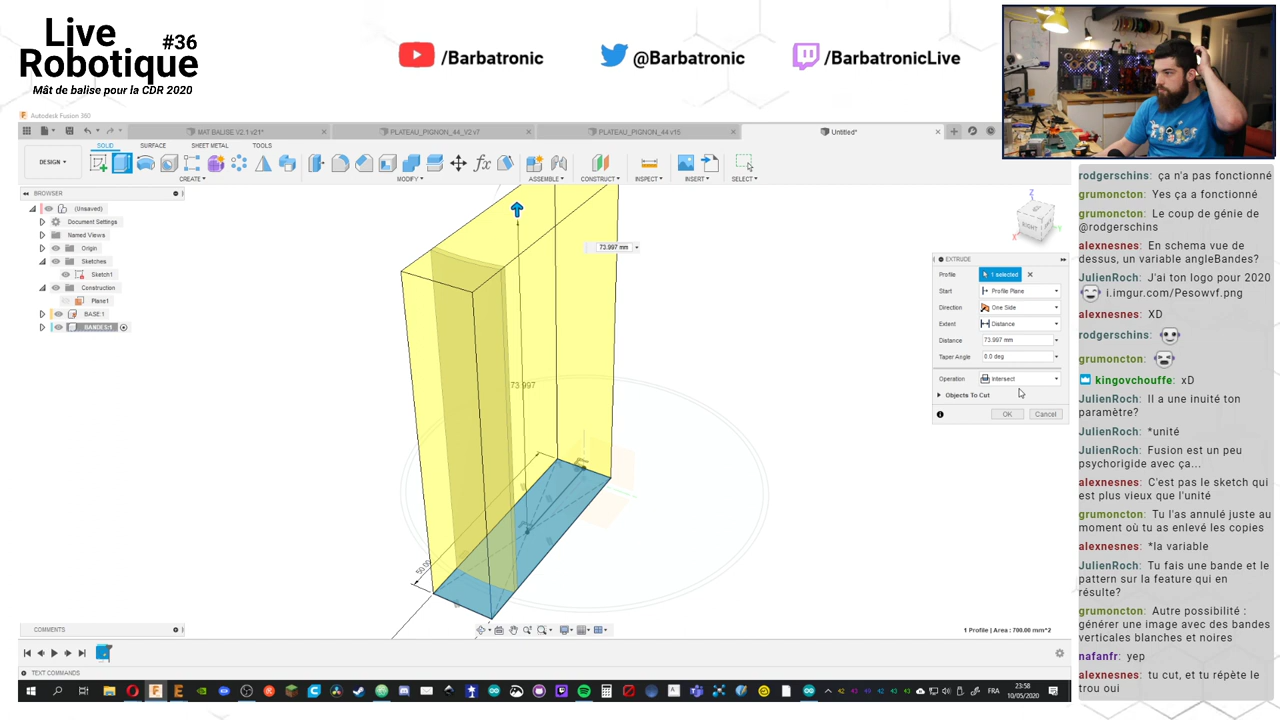 Live
Robotique
#36
Mât de balise pour la CDR 2020
/Barbatronic
@Barbatronic
/BarbatronicLive
Autodesk Fusion 360
MAT BALISE V2.1 v21*
PLATEAU_PIGNON_44_V2 v7
PLATEAU_PIGNON_44 v15
Untitled*
SOLID
SURFACE
SHEET METAL
TOOLS
DESIGN
CREATE
MODIFY
ASSEMBLE
CONSTRUCT
INSPECT
INSERT
SELECT
BROWSER
(Unsaved)
Document Settings
Named Views
Origin
Sketches
Sketch1
Construction
Plane1
BASE:1
BANDES:1
73.997 mm
73.997
50.00
Z
X
RIGHT
EXTRUDE
Profile
1 selected
Start
Profile Plane
Direction
One Side
Extent
Distance
Distance
73.997 mm
Taper Angle
0.0 deg
Operation
Intersect
Objects To Cut
OK
Cancel
1 Profile | Area : 700.00 mm^2
COMMENTS
TEXT COMMANDS
FRA
23:58
10/05/2020
rodgerschins: ça n'a pas fonctionné
grumoncton: Yes ça a fonctionné
grumoncton: Le coup de génie de
@rodgerschins
alexnesnes: En schema vue de
dessus, un variable angleBandes?
JulienRoch: J'ai ton logo pour 2020
i.imgur.com/Pesowvf.png
alexnesnes: XD
rodgerschins:
grumoncton:
kingovchouffe: xD
JulienRoch: Il a une inuité ton
paramètre?
JulienRoch: *unité
JulienRoch: Fusion est un peu
psychorigide avec ça...
alexnesnes: C'est pas le sketch qui
est plus vieux que l'unité
grumoncton: Tu l'as annulé juste au
moment où tu as enlevé les copies
alexnesnes: *la variable
JulienRoch: Tu fais une bande et le
pattern sur la feature qui en
résulte?
grumoncton: Autre possibilité :
générer une image avec des bandes
verticales blanches et noires
nafanfr: yep
alexnesnes: tu cut, et tu répète le
trou oui